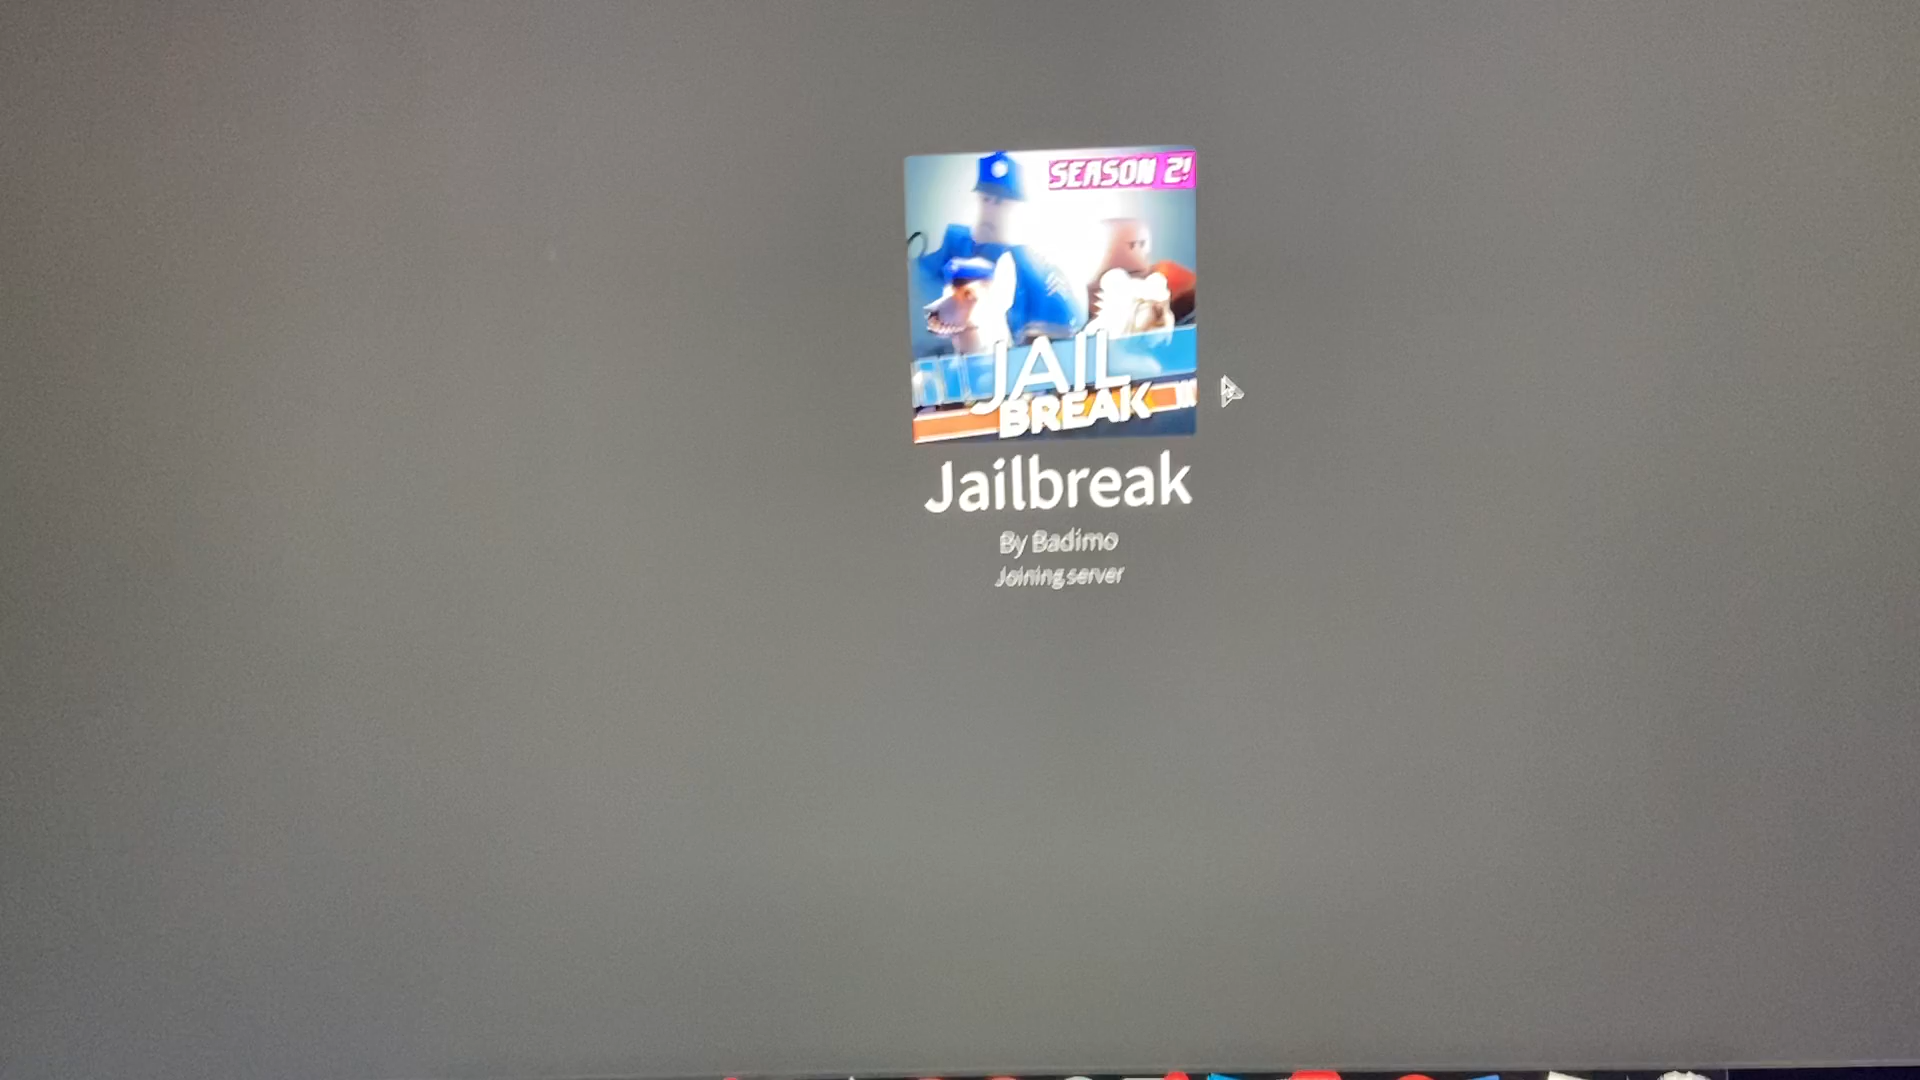 SEASON 2!
JAIL
BREAK
Jailbreak
By Badimo
Joining server